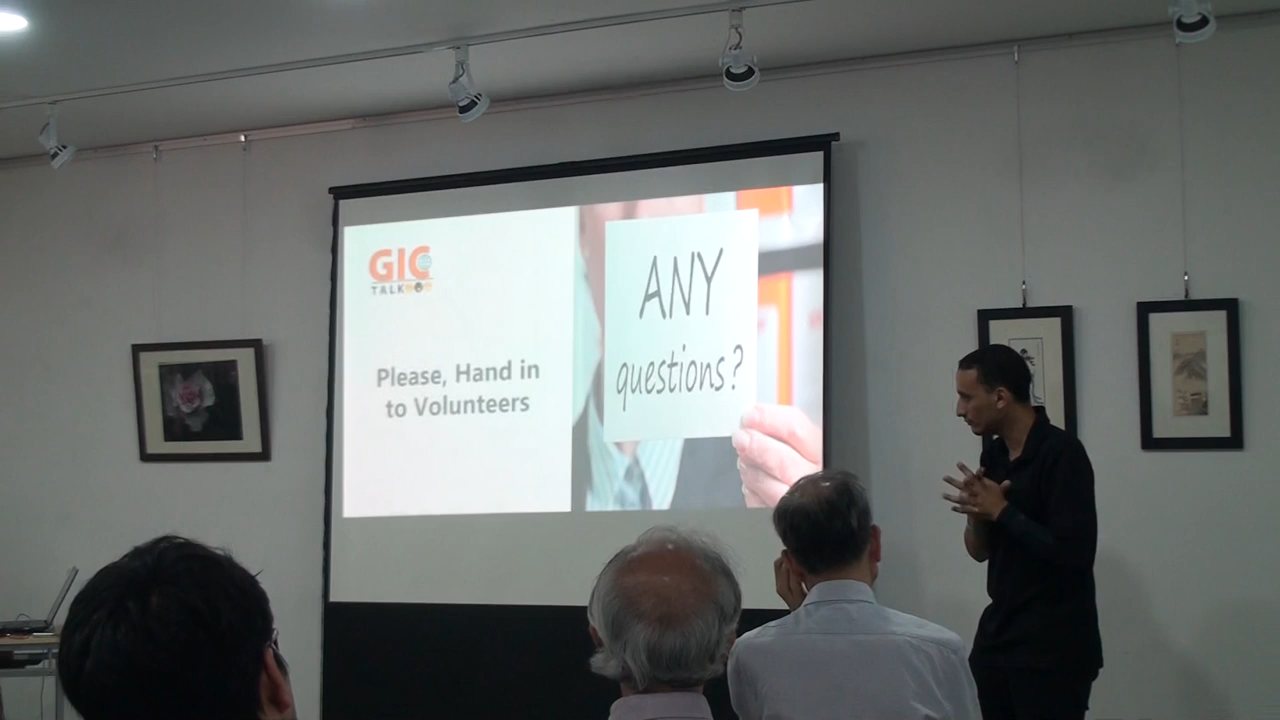 GIC
TALK
Please, Hand in
to Volunteers
ANY
questions?